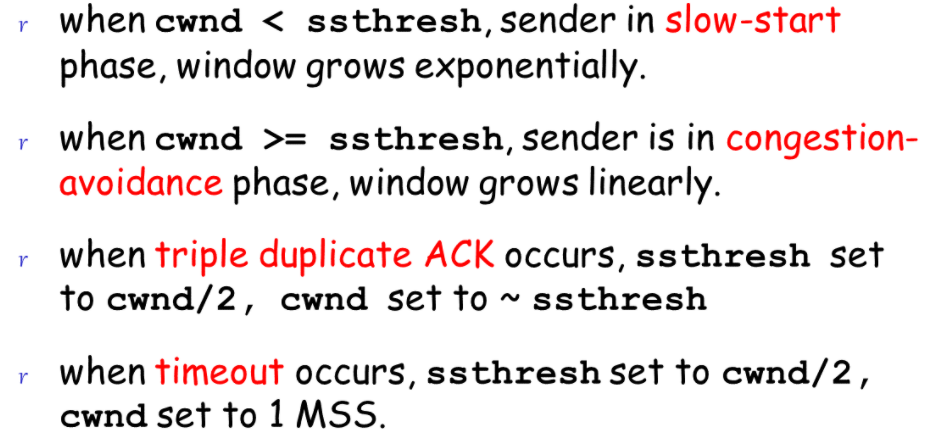 r when cwnd < ssthresh, sender in slow-start
phase, window grows exponentially.
r when cwnd >= ssthresh, sender is in congestion-
avoidance phase, window grows linearly.
r when triple duplicate ACK occurs, ssthresh set
to cwnd/2, cwnd set to ~ ssthresh
r when timeout occurs, ssthresh set to cwnd/2,
cwnd set to 1 MSS.